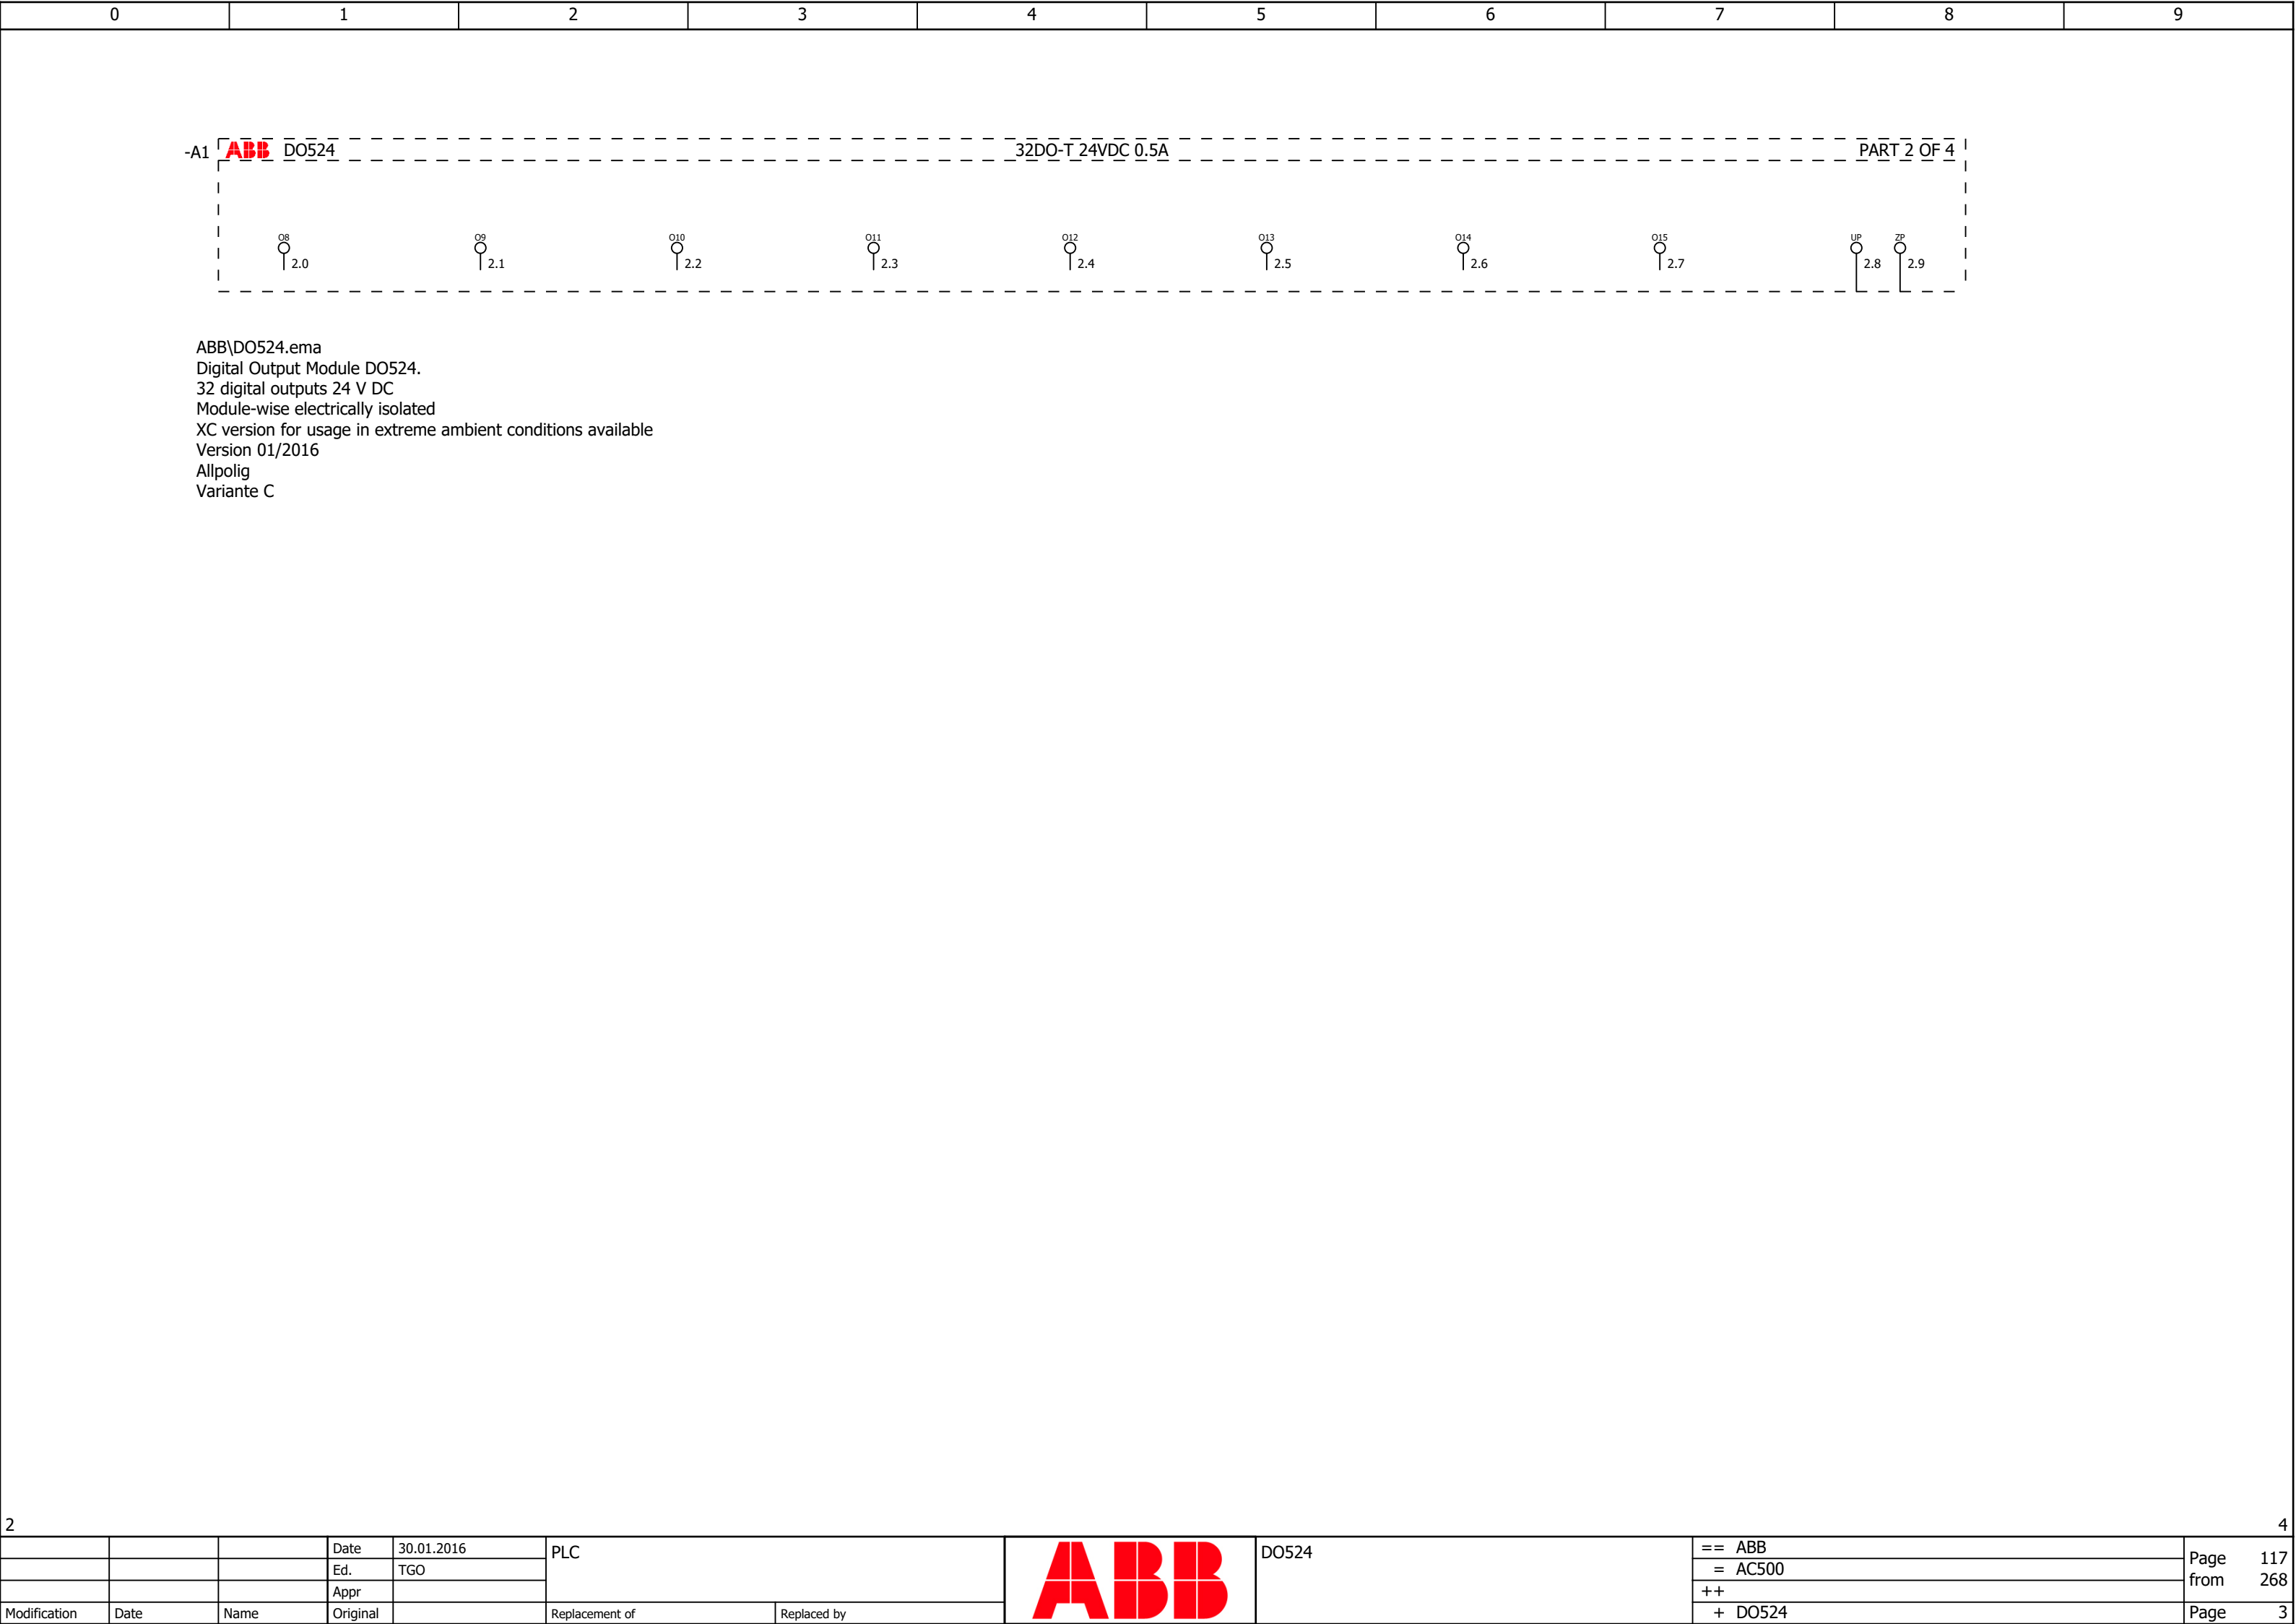 0 1 2 3 4 5 6 7 8 9
-A1 ABB DO524 32DO-T 24VDC 0.5A PART 2 OF 4
O8 O9 O10 O11 O12 O13 O14 O15 UP ZP
2.0 2.1 2.2 2.3 2.4 2.5 2.6 2.7 2.8 2.9
ABB\DO524.ema
Digital Output Module DO524.
32 digital outputs 24 V DC
Module-wise electrically isolated
XC version for usage in extreme ambient conditions available
Version 01/2016
Allpolig
Variante C
2 4
Date 30.01.2016 PLC ABB DO524 == ABB Page 117
Ed. TGO = AC500 from 268
Appr ++
Modification Date Name Original Replacement of Replaced by + DO524 Page 3